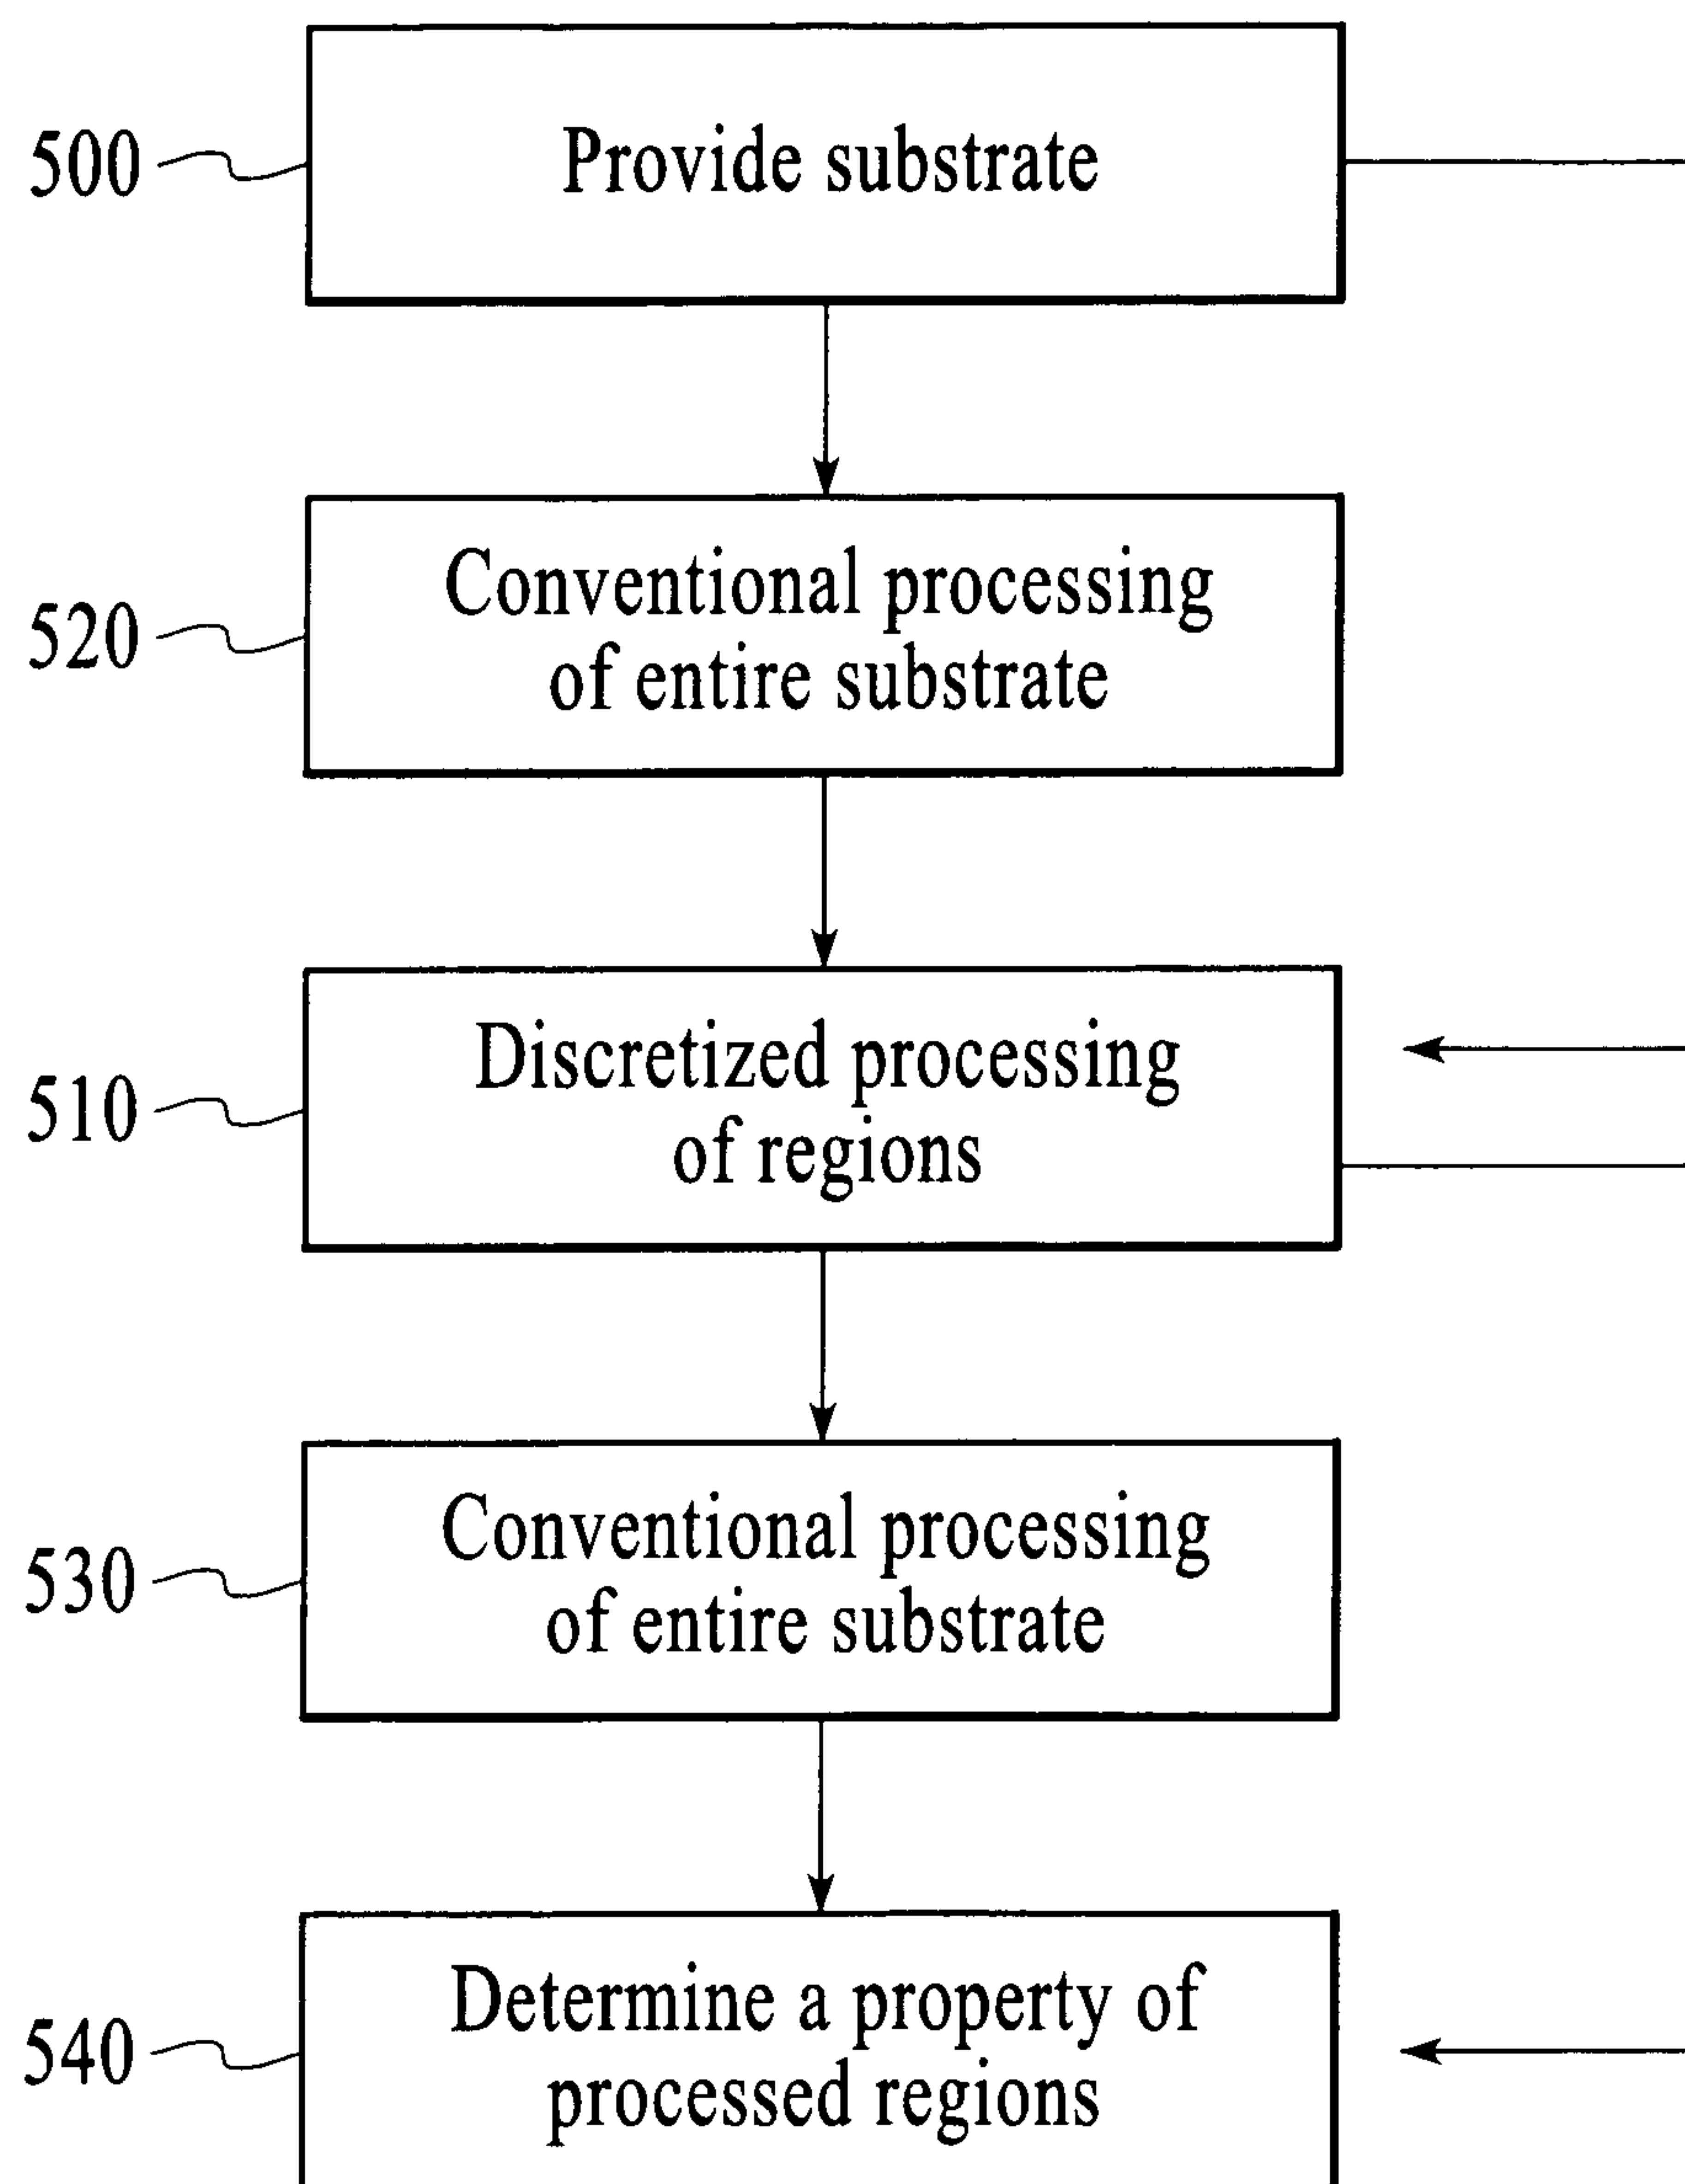 500
Provide substrate
520
Conventional processing
of entire substrate
510
Discretized processing
of regions
530
Conventional processing
of entire substrate
540
Determine a property of
processed regions